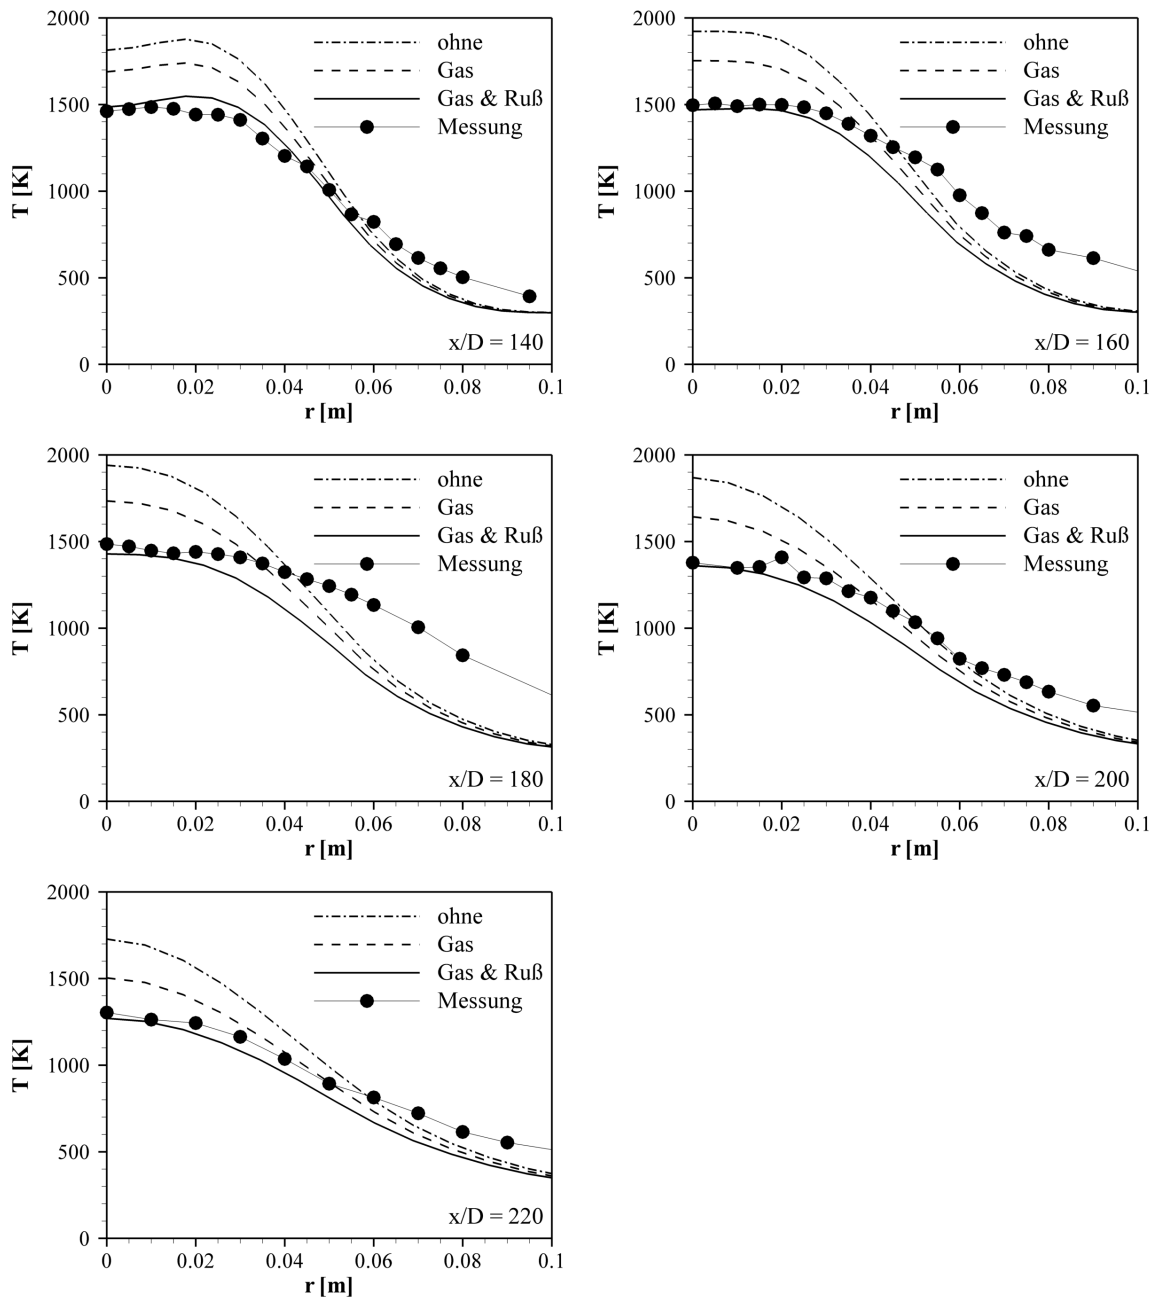 2000
1500
1000
500
0
T [K]
ohne
Gas
Gas & Ruß
Messung
x/D = 140
0 0.02 0.04 0.06 0.08 0.1
r [m]
2000
1500
1000
500
0
T [K]
ohne
Gas
Gas & Ruß
Messung
x/D = 160
0 0.02 0.04 0.06 0.08 0.1
r [m]
2000
1500
1000
500
0
T [K]
ohne
Gas
Gas & Ruß
Messung
x/D = 180
0 0.02 0.04 0.06 0.08 0.1
r [m]
2000
1500
1000
500
0
T [K]
ohne
Gas
Gas & Ruß
Messung
x/D = 200
0 0.02 0.04 0.06 0.08 0.1
r [m]
2000
1500
1000
500
0
T [K]
ohne
Gas
Gas & Ruß
Messung
x/D = 220
0 0.02 0.04 0.06 0.08 0.1
r [m]